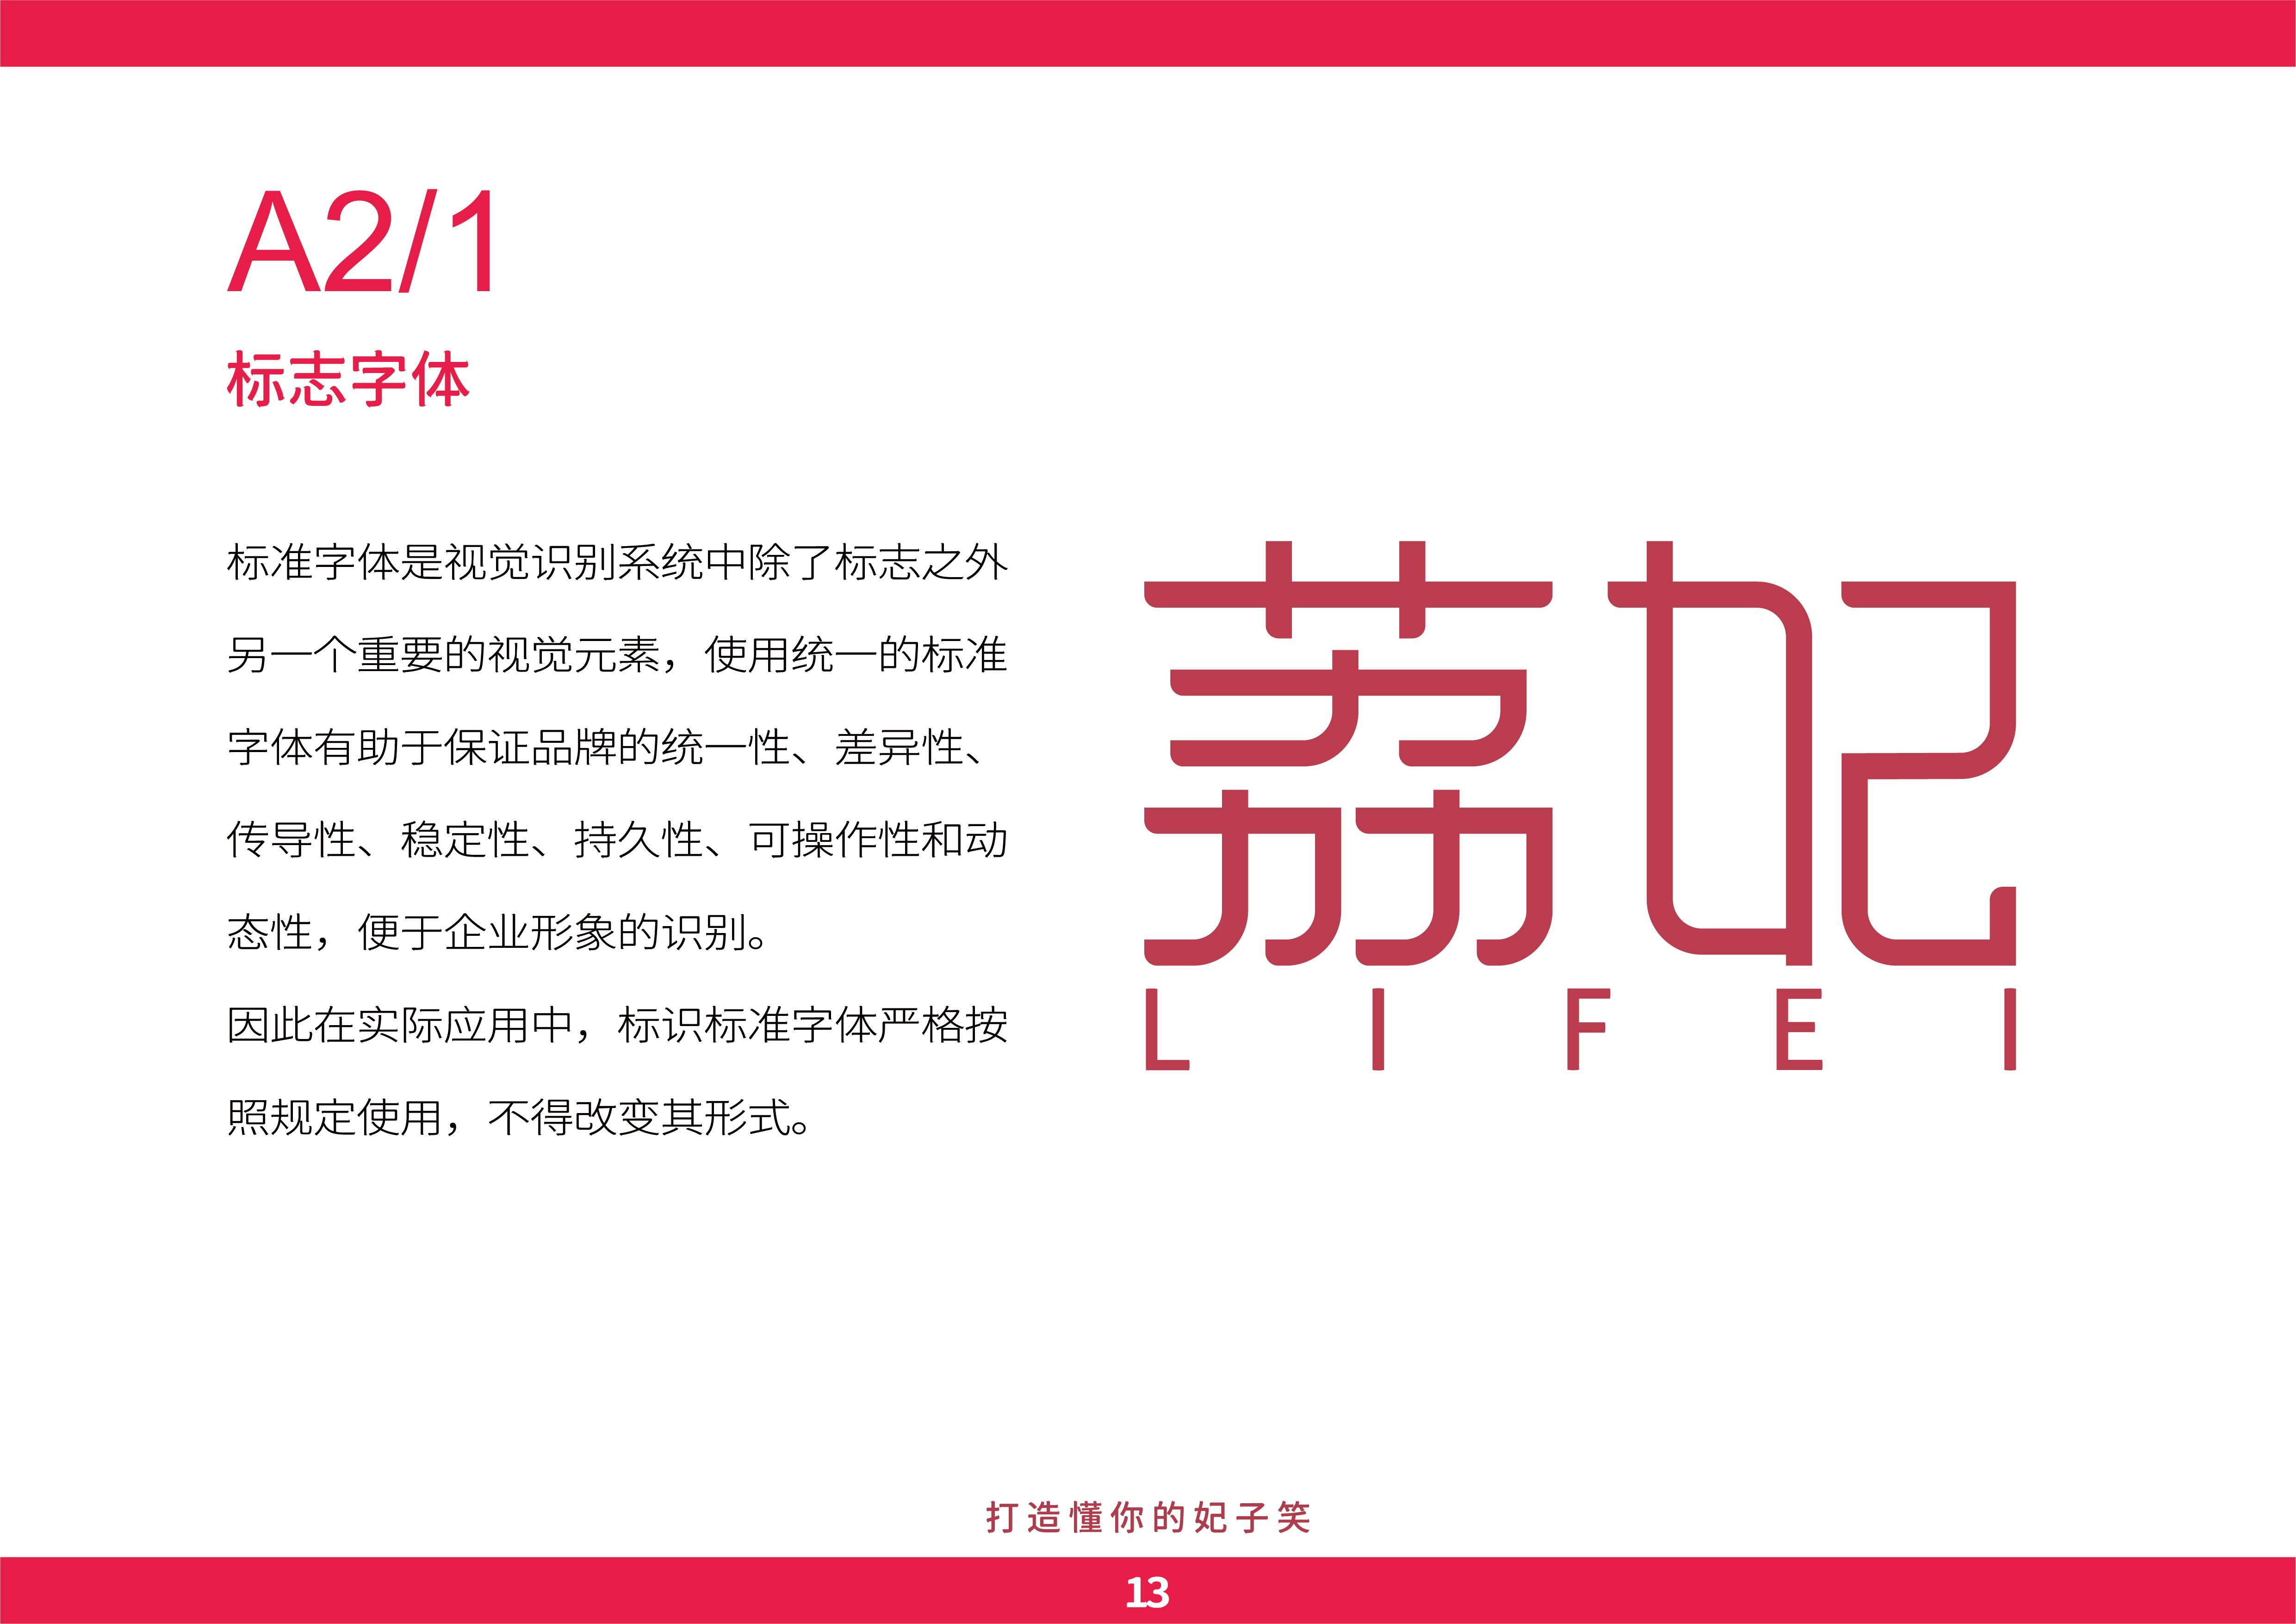 A2/1
标志字体
标准字体是视觉识别系统中除了标志之外
另一个重要的视觉元素，使用统一的标准
字体有助于保证品牌的统一性、差异性、
传导性、稳定性、持久性、可操作性和动
态性，便于企业形象的识别。
因此在实际应用中，标识标准字体严格按
照规定使用，不得改变其形式。
荔妃
LIFEI
打造懂你的妃子笑
13